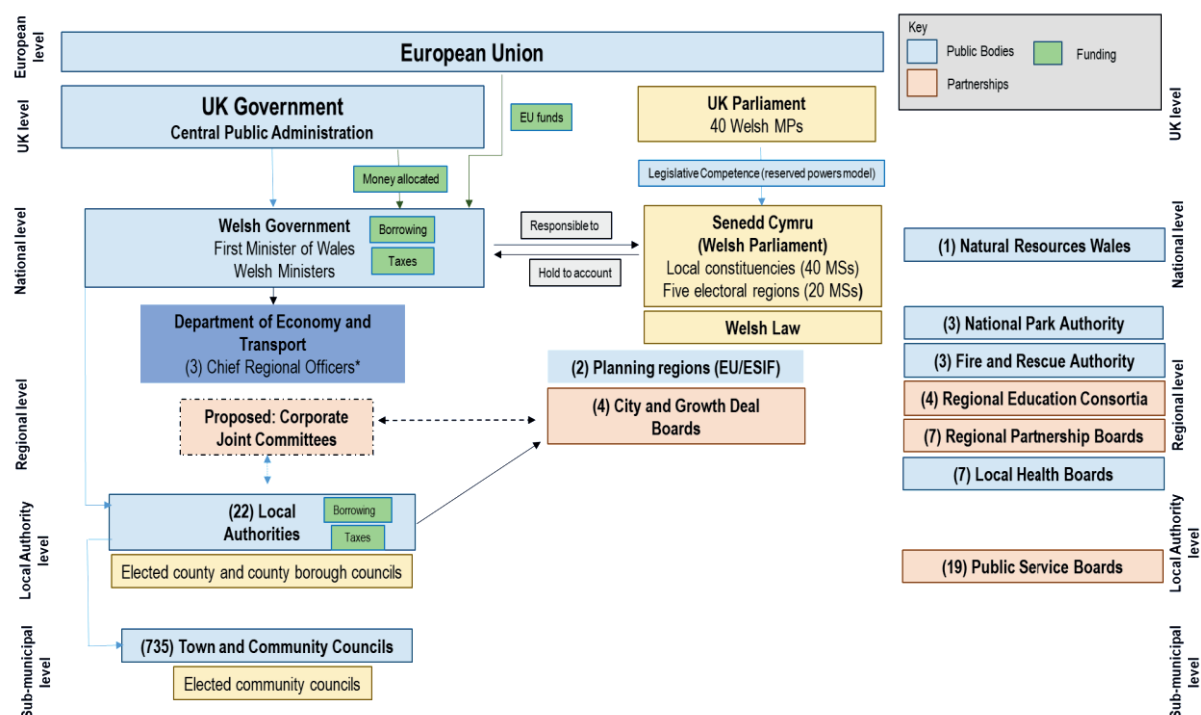 European
level
European Union
Key
Public Bodies
Funding
Partnerships
UK level
UK Government
Central Public Administration
EU funds
UK Parliament
40 Welsh MPs
UK level
Money allocated
Legislative Competence (reserved powers model)
National level
Welsh Government
First Minister of Wales
Welsh Ministers
Borrowing
Taxes
Responsible to
Hold to account
Senedd Cymru
(Welsh Parliament)
Local constituencies (40 MSs)
Five electoral regions (20 MSs)
Welsh Law
(1) Natural Resources Wales
National level
Regional level
Department of Economy and
Transport
(3) Chief Regional Officers*
Proposed: Corporate
Joint Committees
(2) Planning regions (EU/ESIF)
(4) City and Growth Deal
Boards
(3) National Park Authority
(3) Fire and Rescue Authority
(4) Regional Education Consortia
(7) Regional Partnership Boards
(7) Local Health Boards
Regional level
Local Authority
level
(22) Local
Authorities
Borrowing
Taxes
Elected county and county borough councils
(19) Public Service Boards
Local Authority
level
Sub-municipal
level
(735) Town and Community Councils
Elected community councils
Sub-municipal
level